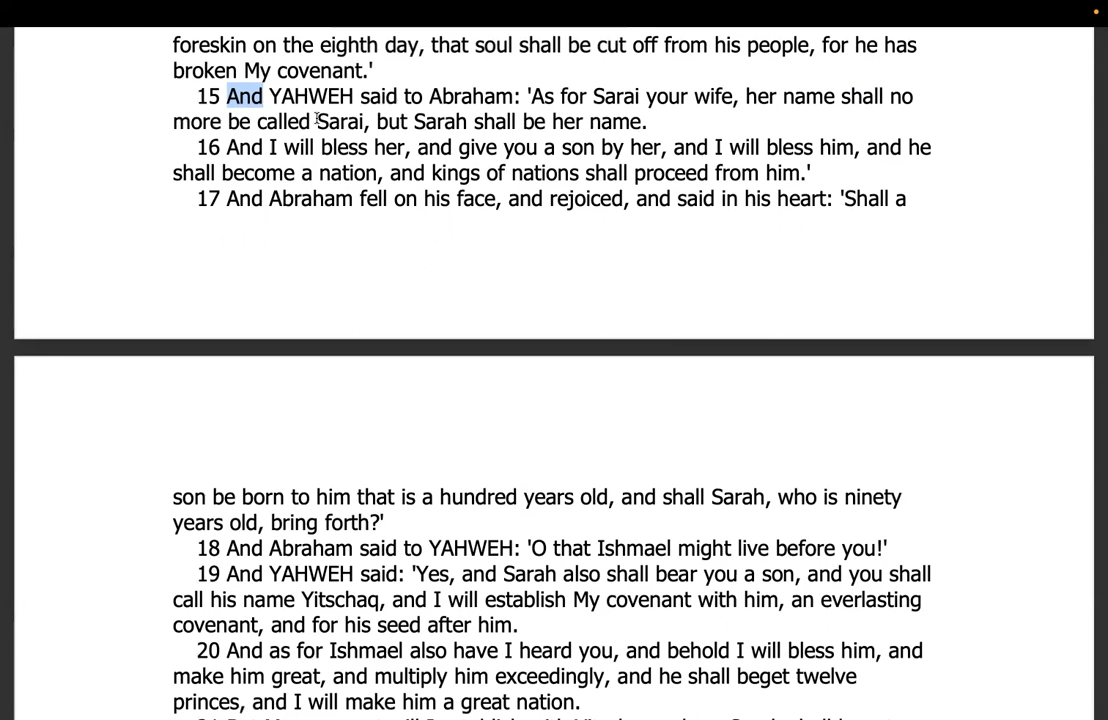 foreskin on the eighth day, that soul shall be cut off from his people, for he has
broken My covenant.'
15 And YAHWEH said to Abraham: 'As for Sarai your wife, her name shall no
more be called Sarai, but Sarah shall be her name.
16 And I will bless her, and give you a son by her, and I will bless him, and he
shall become a nation, and kings of nations shall proceed from him.'
17 And Abraham fell on his face, and rejoiced, and said in his heart: 'Shall a
son be born to him that is a hundred years old, and shall Sarah, who is ninety
years old, bring forth?'
18 And Abraham said to YAHWEH: 'O that Ishmael might live before you!'
19 And YAHWEH said: 'Yes, and Sarah also shall bear you a son, and you shall
call his name Yitschaq, and I will establish My covenant with him, an everlasting
covenant, and for his seed after him.
20 And as for Ishmael also have I heard you, and behold I will bless him, and
make him great, and multiply him exceedingly, and he shall beget twelve
princes, and I will make him a great nation.